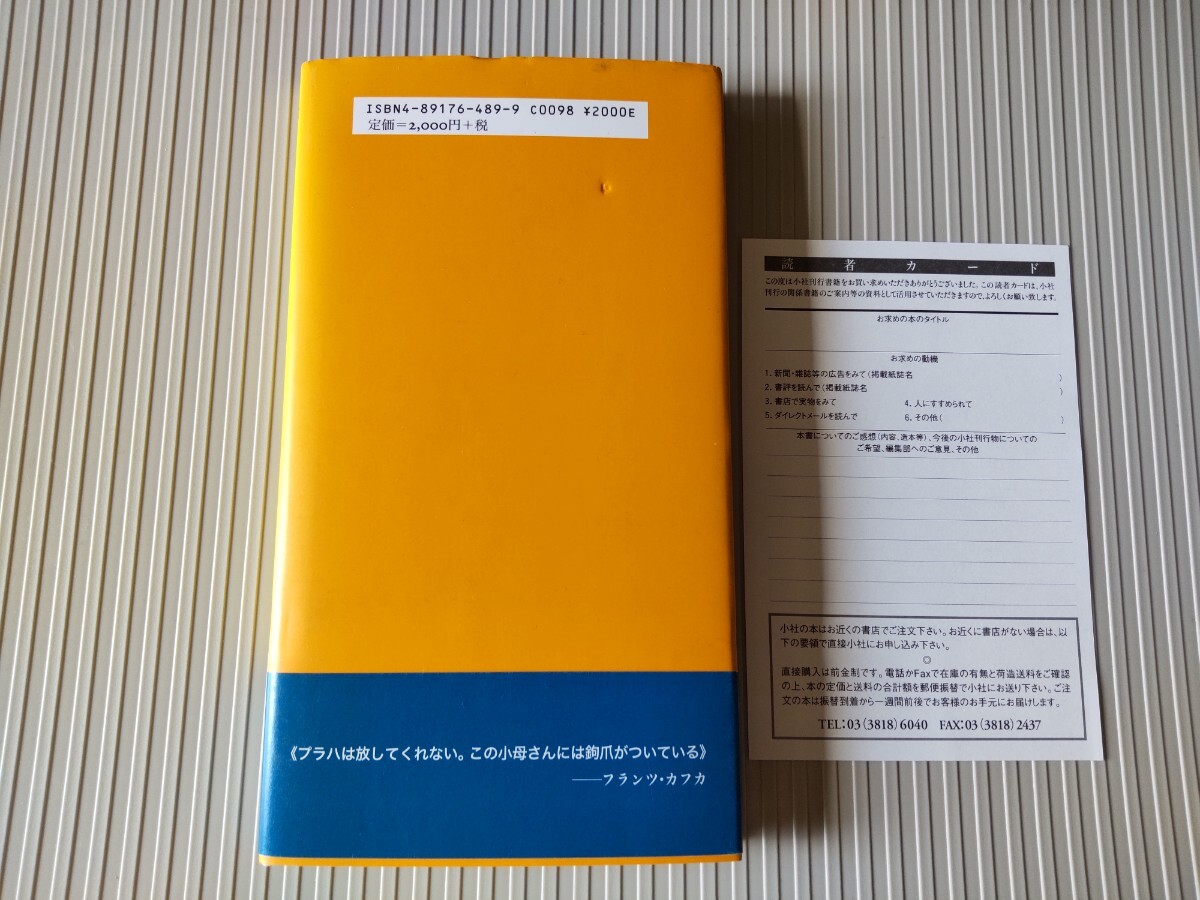 ISBN4-89176-489-9 C0098 ¥2000E
定価=2,000円+税
《プラハは放してくれない。この小母さんには鉤爪がついている》
——フランツ・カフカ
読者カード
この度は小社刊行書籍をお買い求めいただきありがとうございました。この読者カードは、小社
刊行の関係書籍のご案内等の資料として活用させていただきますので、よろしくお願い致します。
お求めの本のタイトル
お求めの動機
1. 新聞・雑誌等の広告をみて(掲載紙誌名 )
2. 書評を読んで(掲載紙誌名 )
3. 書店で実物をみて 4. 人にすすめられて
5. ダイレクトメールを読んで 6. その他( )
本書についてのご感想(内容、造本等)、今後の小社刊行物についての
ご希望、編集部へのご意見、その他
小社の本はお近くの書店でご注文下さい。お近くに書店がない場合は、以
下の要領で直接小社にお申し込み下さい。
◎
直接購入は前金制です。電話かFaxで在庫の有無と荷造送料をご確認
の上、本の定価と送料の合計額を郵便振替で小社にお送り下さい。ご注
文の本は振替到着から一週間前後でお客様のお手元にお届けします。
TEL:03(3818)6040 FAX:03(3818)2437